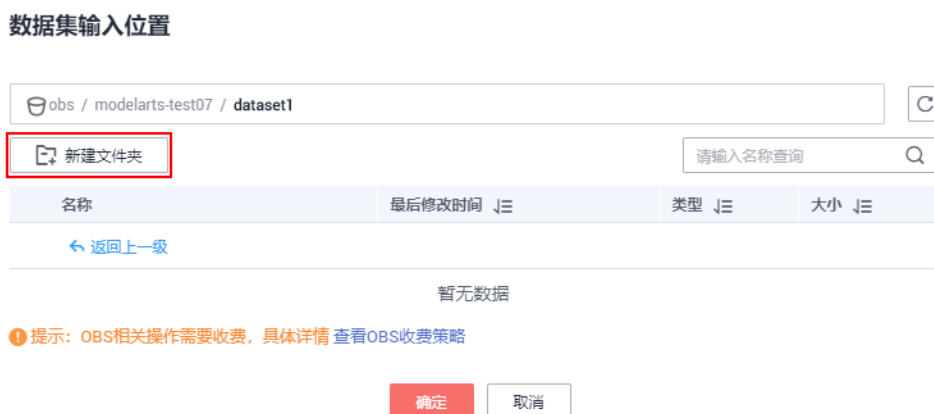 数据集输入位置
obs / modelarts-test07 / dataset1
新建文件夹 请输入名称查询
名称 最后修改时间 类型 大小
返回上一级
暂无数据
提示：OBS相关操作需要收费，具体详情 查看OBS收费策略
确定 取消